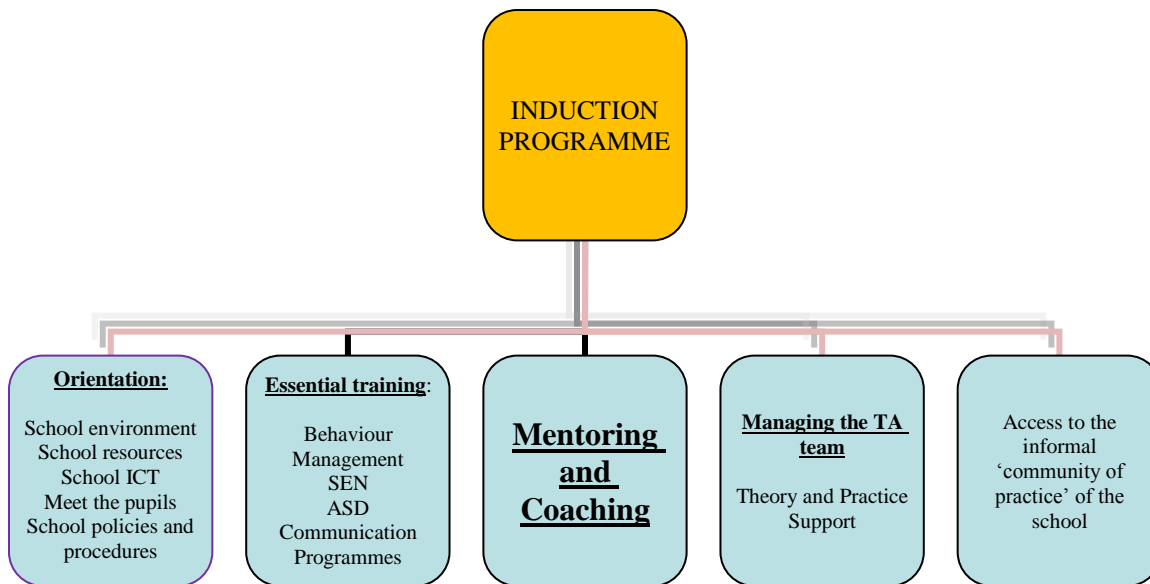 INDUCTION
PROGRAMME
Orientation:
School environment
School resources
School ICT
Meet the pupils
School policies and
procedures
Essential training:
Behaviour
Management
SEN
ASD
Communication
Programmes
Mentoring
and
Coaching
Managing the TA
team
Theory and Practice
Support
Access to the
informal
‘community of
practice’ of the
school